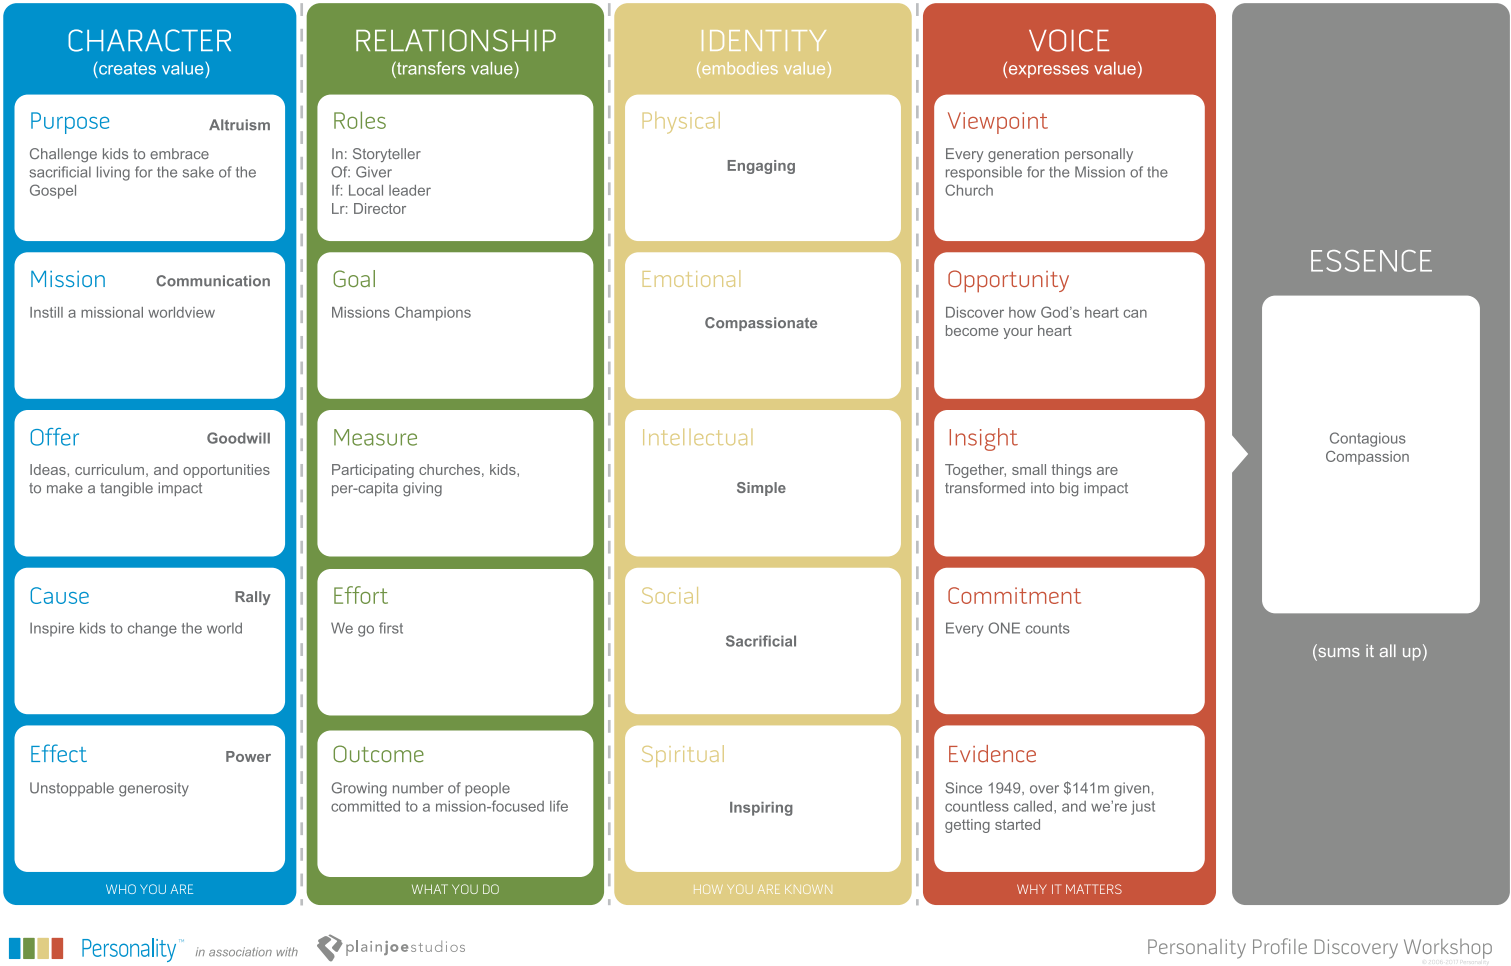 CHARACTER
(creates value)
Purpose
Altruism
Challenge kids to embrace
sacrificial living for the sake of the
Gospel
Mission
Communication
Instill a missional worldview
Offer
Goodwill
Ideas, curriculum, and opportunities
to make a tangible impact
Cause
Rally
Inspire kids to change the world
Effect
Power
Unstoppable generosity
WHO YOU ARE
RELATIONSHIP
(transfers value)
Roles
In: Storyteller
Of: Giver
If: Local leader
Lr: Director
Goal
Missions Champions
Measure
Participating churches, kids,
per-capita giving
Effort
We go first
Outcome
Growing number of people
committed to a mission-focused life
WHAT YOU DO
IDENTITY
(embodies value)
Physical
Engaging
Emotional
Compassionate
Intellectual
Simple
Social
Sacrificial
Spiritual
Inspiring
HOW YOU ARE KNOWN
VOICE
(expresses value)
Viewpoint
Every generation personally
responsible for the Mission of the
Church
Opportunity
Discover how God's heart can
become your heart
Insight
Together, small things are
transformed into big impact
Commitment
Every ONE counts
Evidence
Since 1949, over $141m given,
countless called, and we're just
getting started
WHY IT MATTERS
ESSENCE
Contagious
Compassion
(sums it all up)
Personality™ in association with plainjoestudios
Personality Profile Discovery Workshop
© 2006-2017 Personality